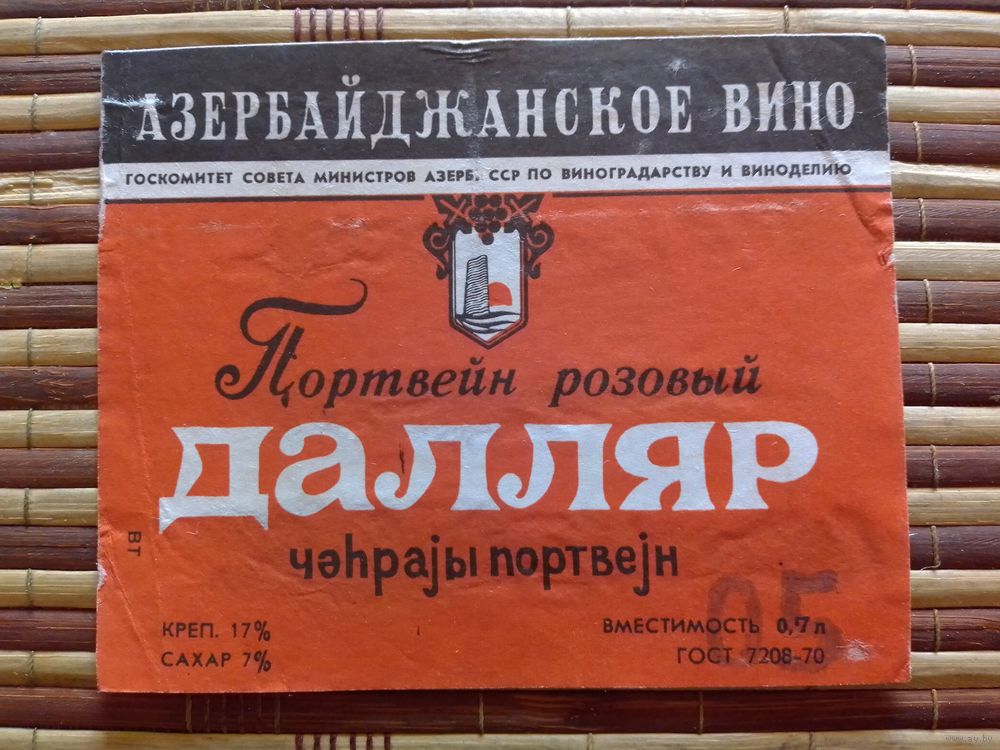 АЗЕРБАЙДЖАНСКОЕ ВИНО
ГОСКОМИТЕТ СОВЕТА МИНИСТРОВ АЗЕРБ. ССР ПО ВИНОГРАДАРСТВУ И ВИНОДЕЛИЮ
Портвейн розовый
ДАЛЛЯР
чәһрајы портвејн
ВТ
05
КРЕП. 17% ВМЕСТИМОСТЬ 0,7 л
САХАР 7% ГОСТ 7208-70